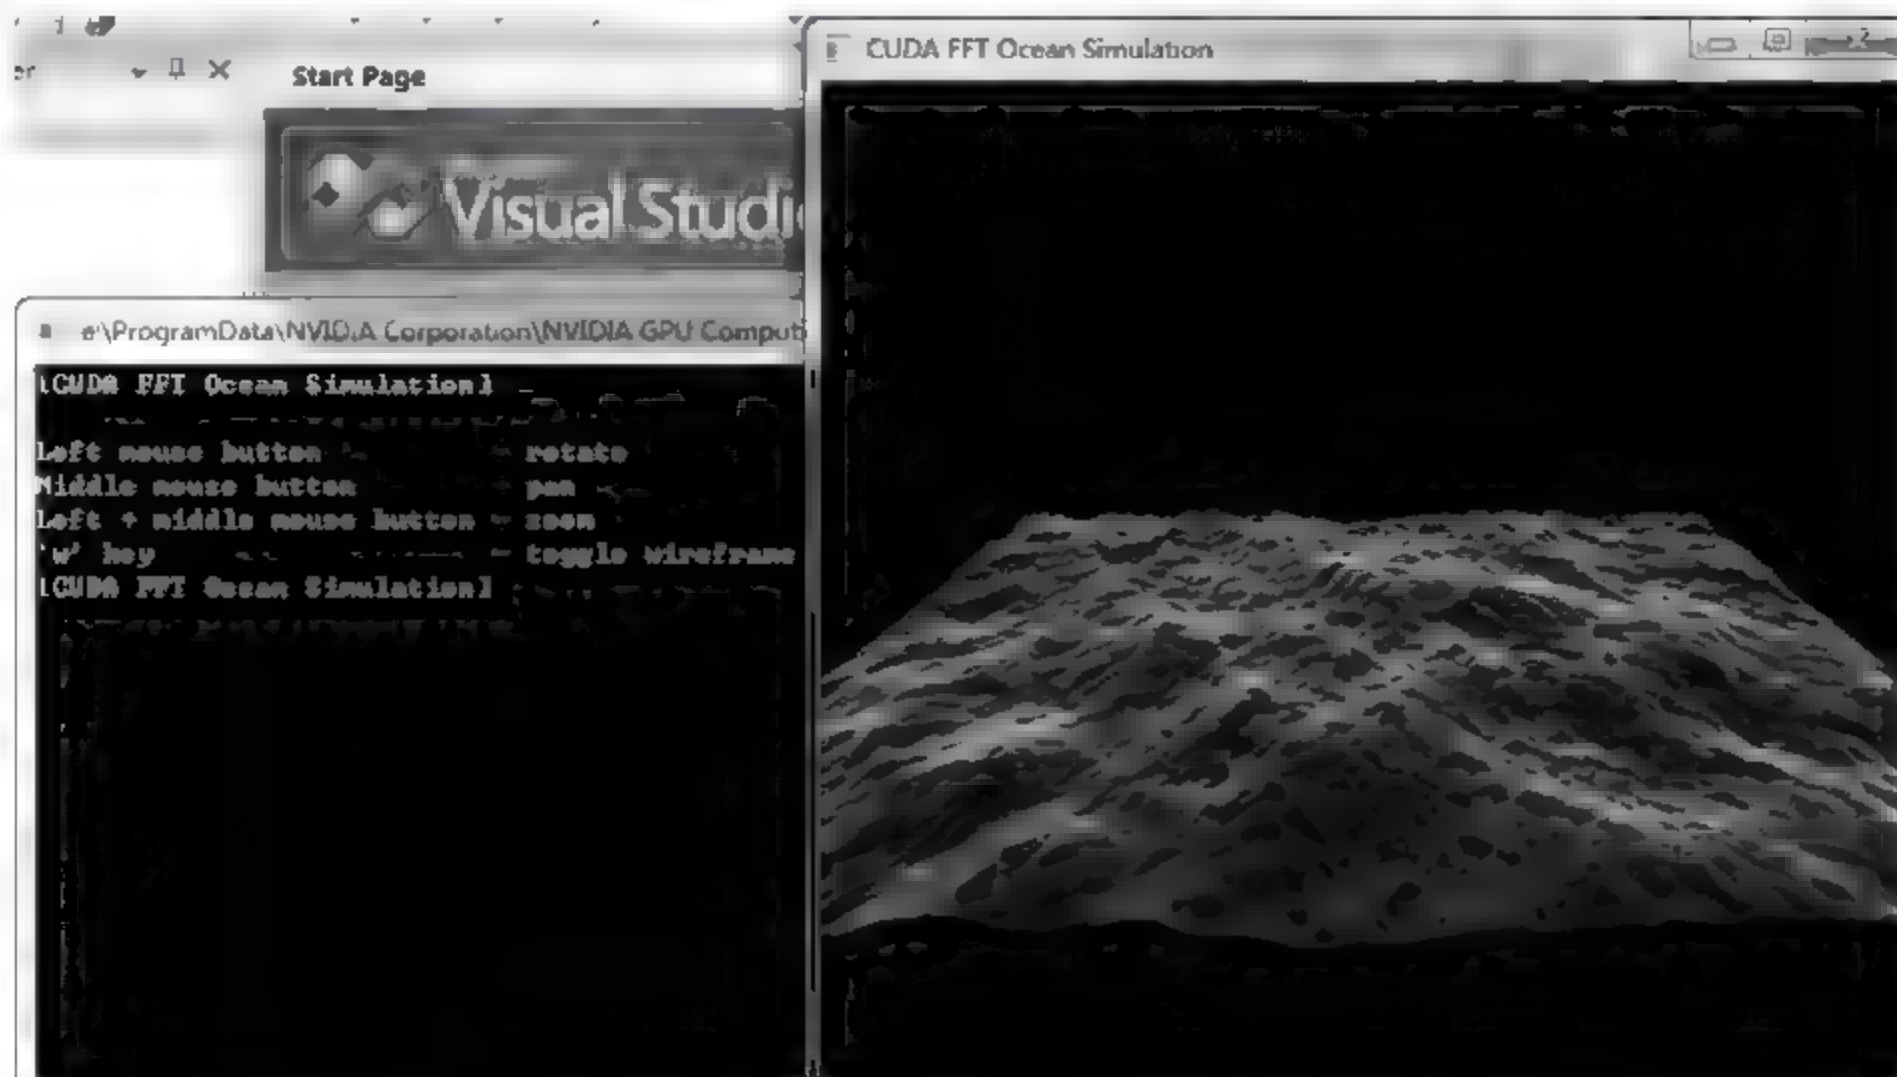 Start Page
Visual Studi
\ProgramData\NVIDIA Corporation\NVIDIA GPU Computi
[CUDA FFT Ocean Simulation]
Left mouse button - rotate
Middle mouse button - pan
Left + middle mouse button - zoom
'w' key - toggle wireframe
[CUDA FFT Ocean Simulation]
CUDA FFT Ocean Simulation